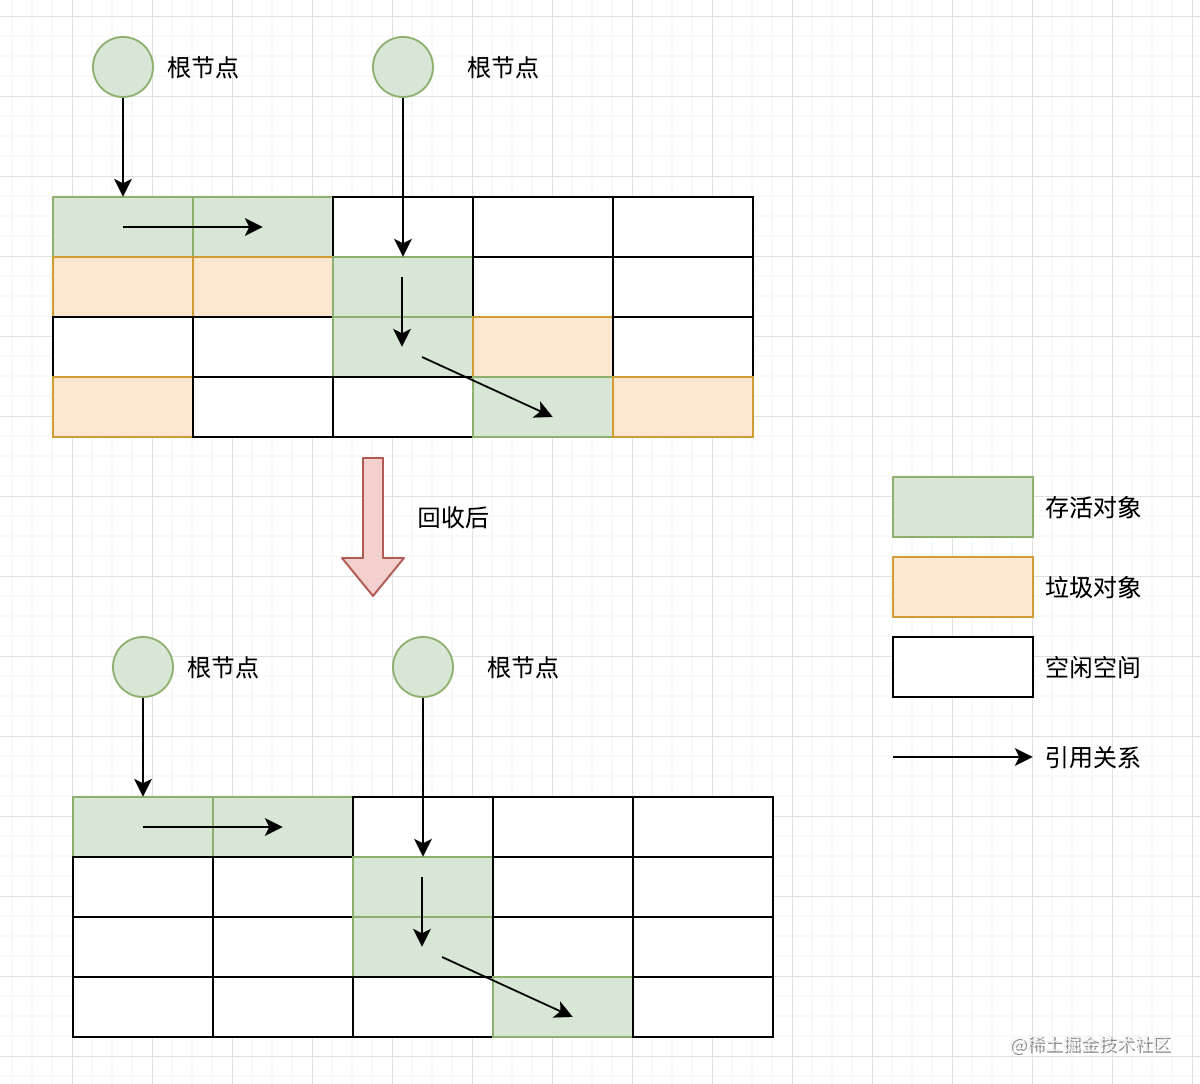 根节点
根节点
回收后
存活对象
垃圾对象
空闲空间
引用关系
根节点
根节点
@稀土掘金技术社区